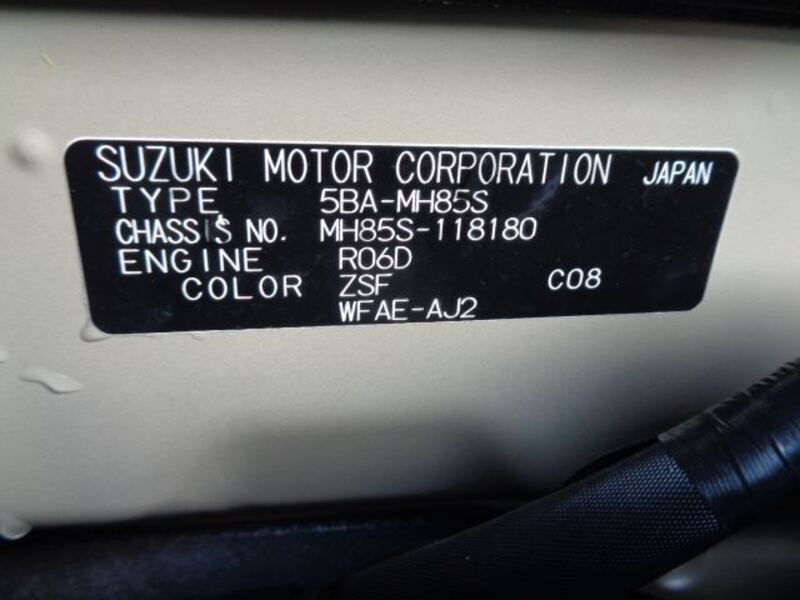 SUZUKI MOTOR CORPORATION JAPAN
TYPE 5BA-MH85S
CHASSIS NO. MH85S-118180
ENGINE R06D
COLOR ZSF C08
WFAE-AJ2